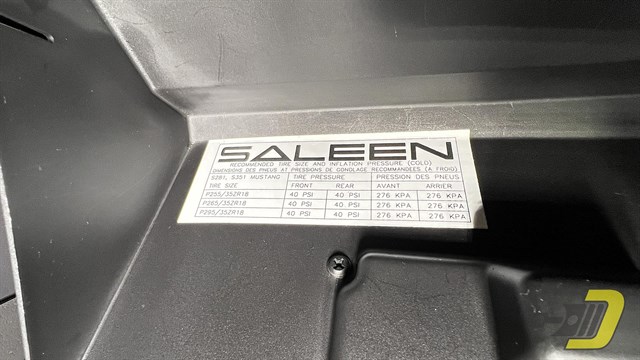 SALEEN
RECOMMENDED TIRE SIZE AND INFLATION PRESSURE (COLD)
DIMENSIONS DES PNEUS AT PRESSIONS DE GONOLAGE RECOMMANDEES (A FROID)
S281, S351 MUSTANG TIRE PRESSURE PRESSION DES PNEUS
TIRE SIZE FRONT REAR AVANT ARRIER
P255/35ZR18 40 PSI 40 PSI 276 KPA 276 KPA
P265/35ZR18 40 PSI 40 PSI 276 KPA 276 KPA
P295/35ZR18 40 PSI 40 PSI 276 KPA 276 KPA